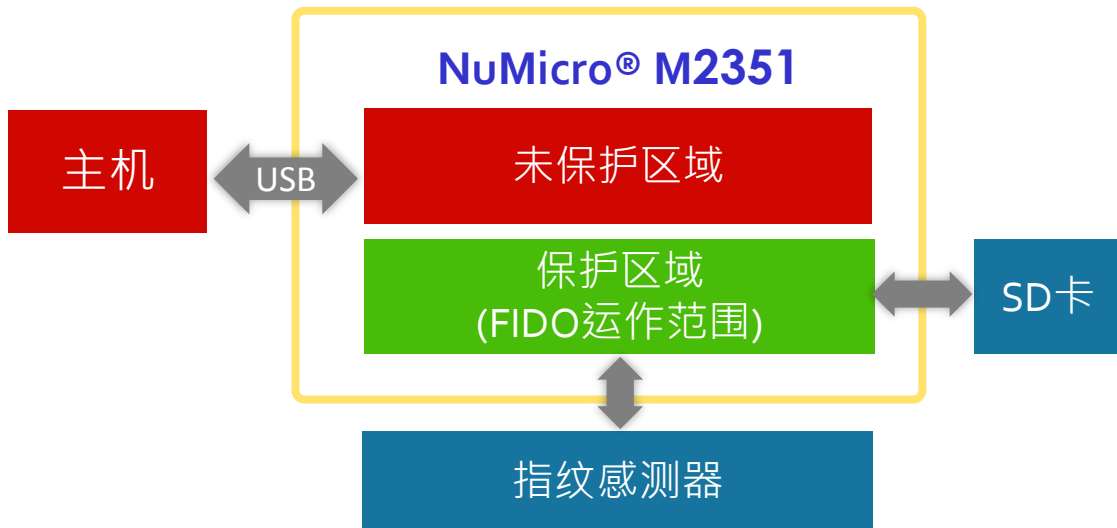 NuMicro® M2351
主机
USB
未保护区域
保护区域
(FIDO运作范围)
SD卡
指纹感测器